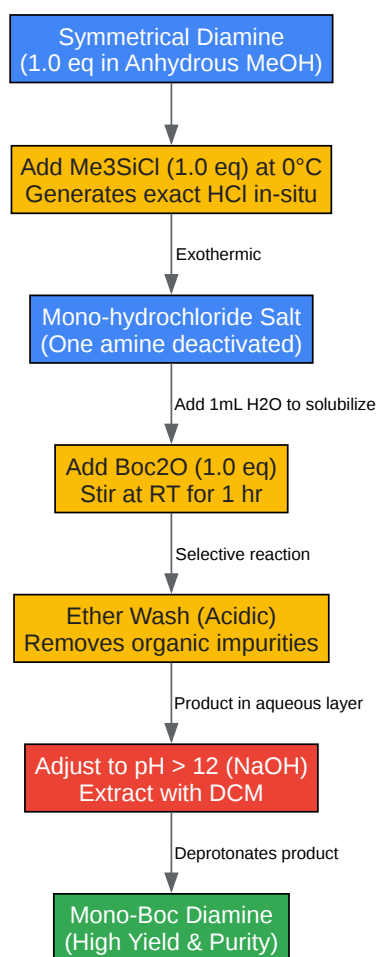 Symmetrical Diamine
(1.0 eq in Anhydrous MeOH)
Add Me3SiCl (1.0 eq) at 0°C
Generates exact HCl in-situ
Exothermic
Mono-hydrochloride Salt
(One amine deactivated)
Add 1mL H2O to solubilize
Add Boc2O (1.0 eq)
Stir at RT for 1 hr
Selective reaction
Ether Wash (Acidic)
Removes organic impurities
Product in aqueous layer
Adjust to pH > 12 (NaOH)
Extract with DCM
Deprotonates product
Mono-Boc Diamine
(High Yield & Purity)